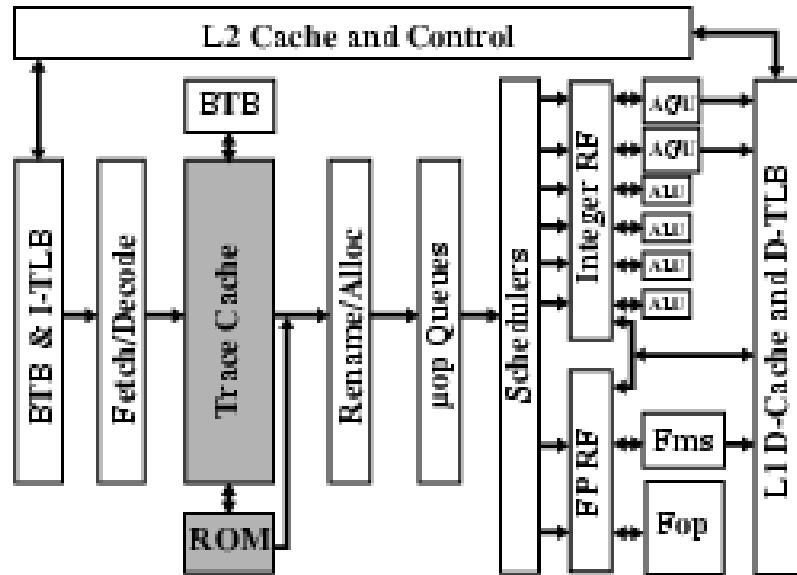 L2 Cache and Control
BTB
BTB & I-TLB
Fetch/Decode
Trace Cache
ROM
Rename/Alloc
μop Queues
Schedulers
Integer RF
FP RF
AGU
AGU
ALU
ALU
ALU
ALU
Fms
Fop
L1 D-Cache and D-TLB